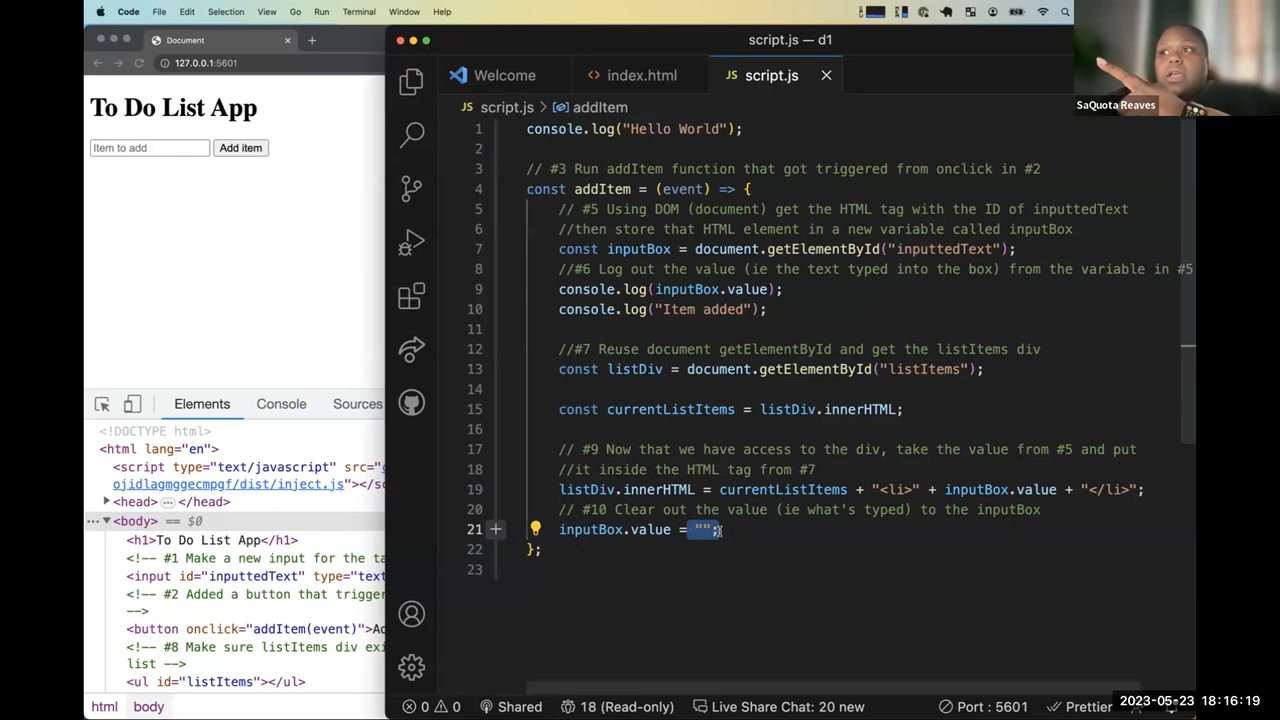 Code File Edit Selection View Go Run Terminal Window Help
Document
127.0.0.1:5601
To Do List App
Item to add Add item
Elements Console Sources
<!DOCTYPE html>
<html lang="en">
<script type="text/javascript" src="
ojidlagmggecmpgf/dist/inject.js"></s
<head> … </head>
… <body> == $0
<h1>To Do List App</h1>
<!-- #1 Make a new input for the ta
<input id="inputtedText" type="text
<!-- #2 Added a button that trigger
-->
<button onclick="addItem(event)">Ad
<!-- #8 Make sure listItems div exi
list -->
<ul id="listItems"></ul>
html body
script.js — d1
Welcome index.html JS script.js
JS script.js > addItem
1 console.log("Hello World");
2
3 // #3 Run addItem function that got triggered from onclick in #2
4 const addItem = (event) => {
5 // #5 Using DOM (document) get the HTML tag with the ID of inputtedText
6 //then store that HTML element in a new variable called inputBox
7 const inputBox = document.getElementById("inputtedText");
8 //#6 Log out the value (ie the text typed into the box) from the variable in #5
9 console.log(inputBox.value);
10 console.log("Item added");
11
12 //#7 Reuse document getElementById and get the listItems div
13 const listDiv = document.getElementById("listItems");
14
15 const currentListItems = listDiv.innerHTML;
16
17 // #9 Now that we have access to the div, take the value from #5 and put
18 //it inside the HTML tag from #7
19 listDiv.innerHTML = currentListItems + "<li>" + inputBox.value + "</li>";
20 // #10 Clear out the value (ie what's typed) to the inputBox
21 inputBox.value = "";
22 };
23
0 0 Shared 18 (Read-only) Live Share Chat: 20 new Port : 5601 Prettier
SaQuota Reaves
2023-05-23 18:16:19